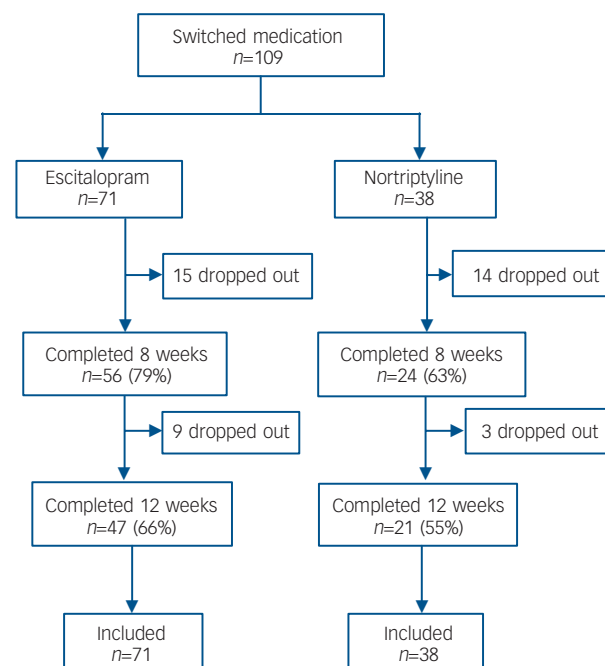 Switched medication
n=109
Escitalopram
n=71
Nortriptyline
n=38
15 dropped out
14 dropped out
Completed 8 weeks
n=56 (79%)
Completed 8 weeks
n=24 (63%)
9 dropped out
3 dropped out
Completed 12 weeks
n=47 (66%)
Completed 12 weeks
n=21 (55%)
Included
n=71
Included
n=38